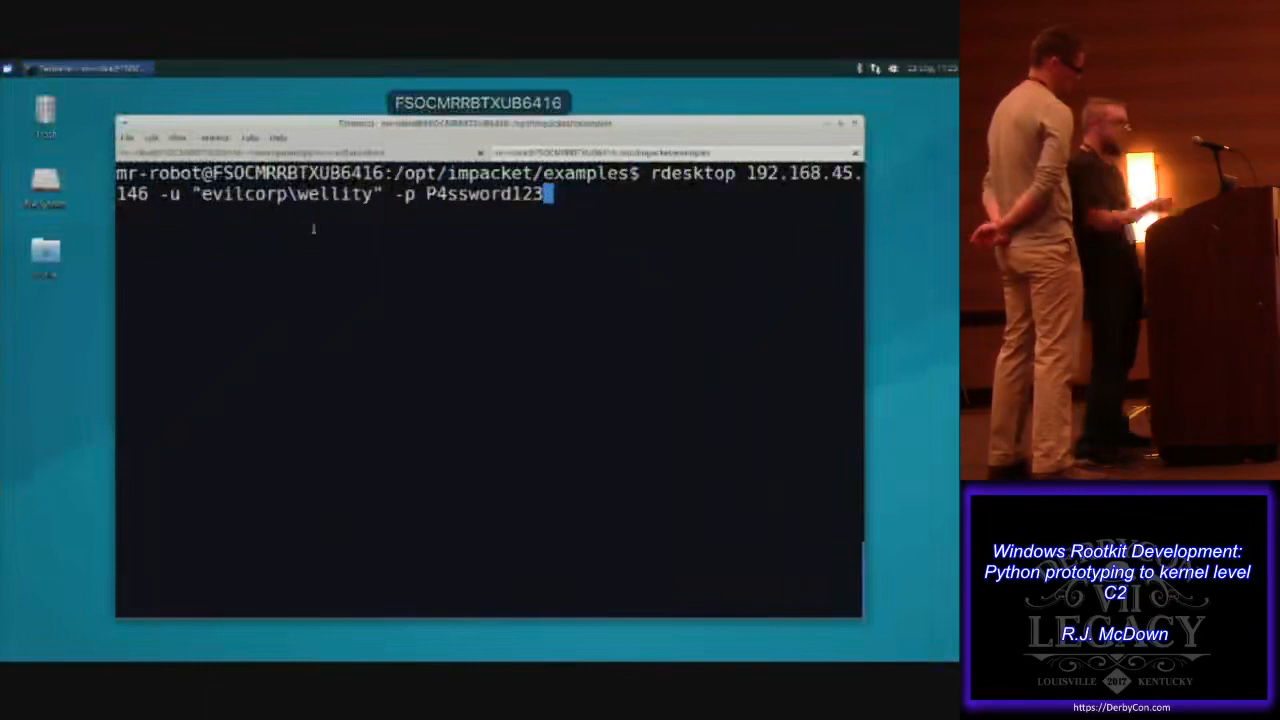 FSOCMRRBTXUB6416
mr-robot@FSOCMRRBTXUB6416:/opt/impacket/examples$ rdesktop 192.168.45.
146 -u "evilcorp\wellity" -p P4ssword123
Windows Rootkit Development:
Python prototyping to kernel level
C2
VII
LEGACY
R.J. McDown
LOUISVILLE 2017 KENTUCKY
https://DerbyCon.com